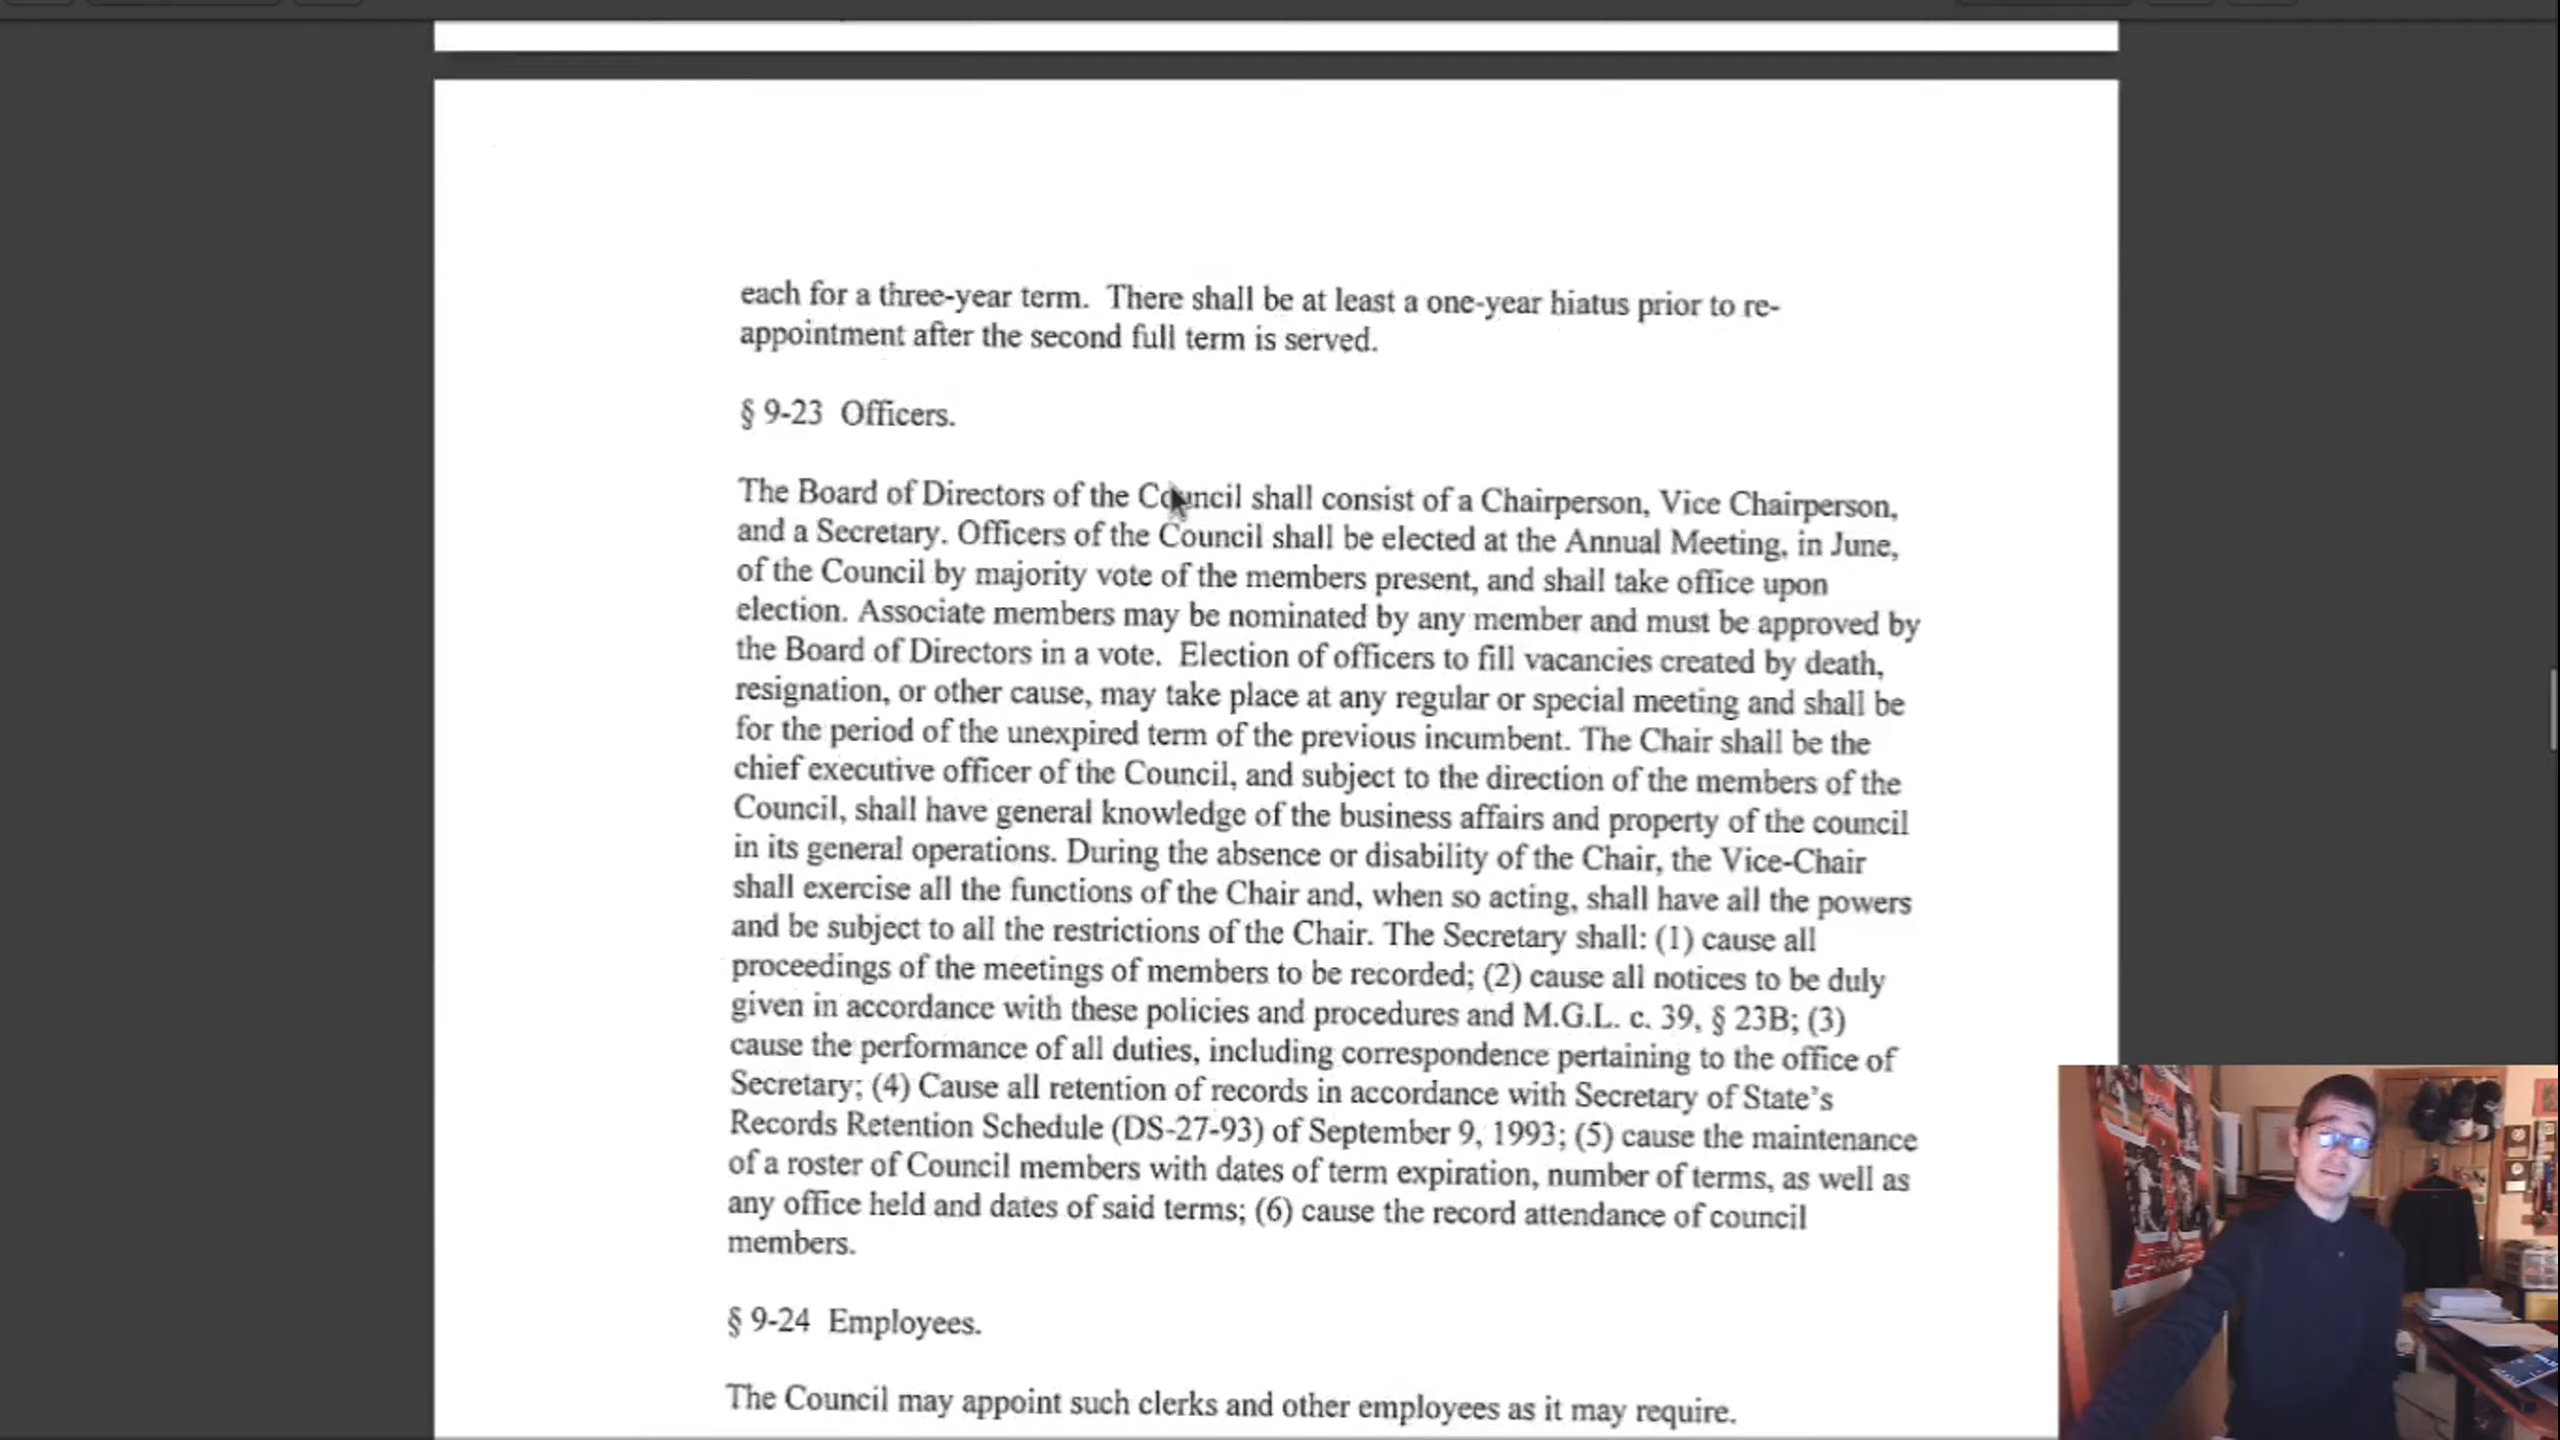 each for a three-year term. There shall be at least a one-year hiatus prior to re-
appointment after the second full term is served.
§ 9-23 Officers.
The Board of Directors of the Council shall consist of a Chairperson, Vice Chairperson,
and a Secretary. Officers of the Council shall be elected at the Annual Meeting, in June,
of the Council by majority vote of the members present, and shall take office upon
election. Associate members may be nominated by any member and must be approved by
the Board of Directors in a vote. Election of officers to fill vacancies created by death,
resignation, or other cause, may take place at any regular or special meeting and shall be
for the period of the unexpired term of the previous incumbent. The Chair shall be the
chief executive officer of the Council, and subject to the direction of the members of the
Council, shall have general knowledge of the business affairs and property of the council
in its general operations. During the absence or disability of the Chair, the Vice-Chair
shall exercise all the functions of the Chair and, when so acting, shall have all the powers
and be subject to all the restrictions of the Chair. The Secretary shall: (1) cause all
proceedings of the meetings of members to be recorded; (2) cause all notices to be duly
given in accordance with these policies and procedures and M.G.L. c. 39, § 23B; (3)
cause the performance of all duties, including correspondence pertaining to the office of
Secretary; (4) Cause all retention of records in accordance with Secretary of State's
Records Retention Schedule (DS-27-93) of September 9, 1993; (5) cause the maintenance
of a roster of Council members with dates of term expiration, number of terms, as well as
any office held and dates of said terms; (6) cause the record attendance of council
members.
§ 9-24 Employees.
The Council may appoint such clerks and other employees as it may require.